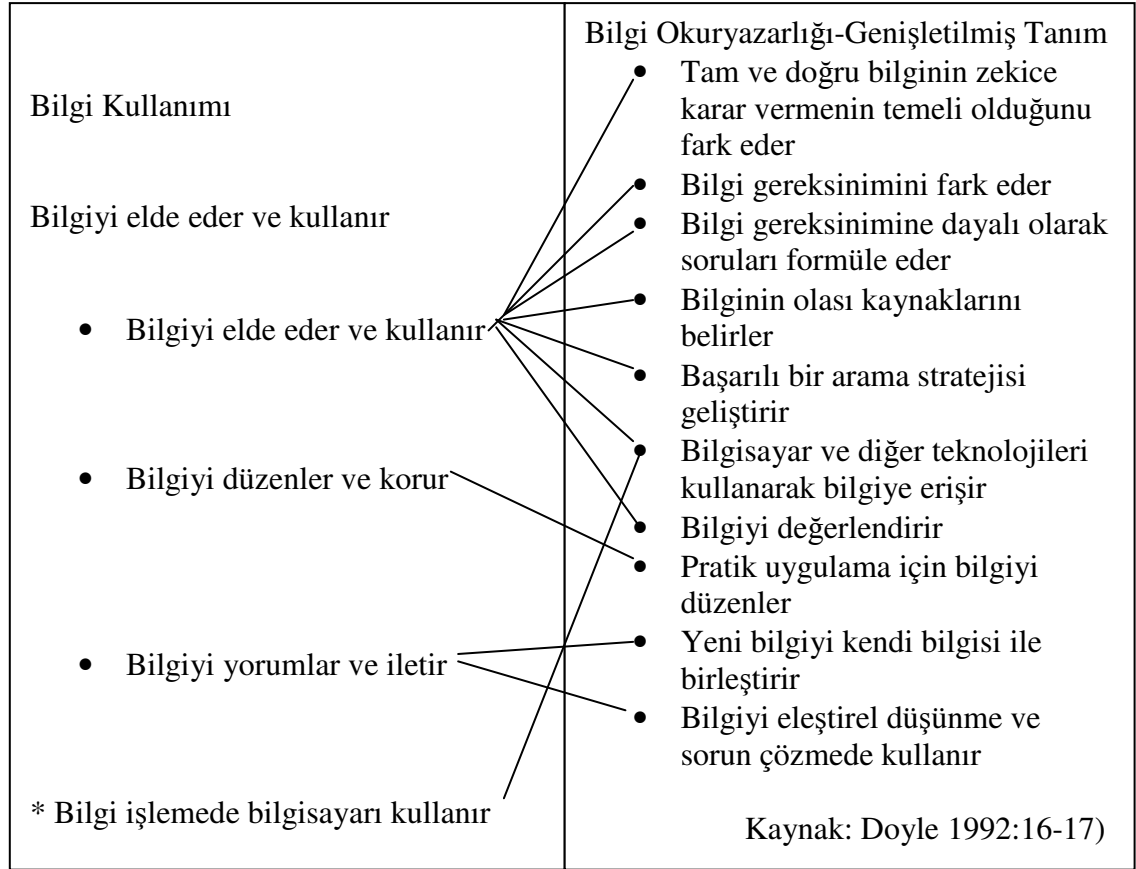 Bilgi Kullanımı
Bilgiyi elde eder ve kullanır
• Bilgiyi elde eder ve kullanır
• Bilgiyi düzenler ve korur
• Bilgiyi yorumlar ve iletir
* Bilgi işlemede bilgisayarı kullanır
Bilgi Okuryazarlığı-Genişletilmiş Tanım
• Tam ve doğru bilginin zekice
karar vermenin temeli olduğunu
fark eder
• Bilgi gereksinimini fark eder
• Bilgi gereksinimine dayalı olarak
soruları formüle eder
• Bilginin olası kaynaklarını
belirler
• Başarılı bir arama stratejisi
geliştirir
• Bilgisayar ve diğer teknolojileri
kullanarak bilgiye erişir
• Bilgiyi değerlendirir
• Pratik uygulama için bilgiyi
düzenler
• Yeni bilgiyi kendi bilgisi ile
birleştirir
• Bilgiyi eleştirel düşünme ve
sorun çözmede kullanır
Kaynak: Doyle 1992:16-17)